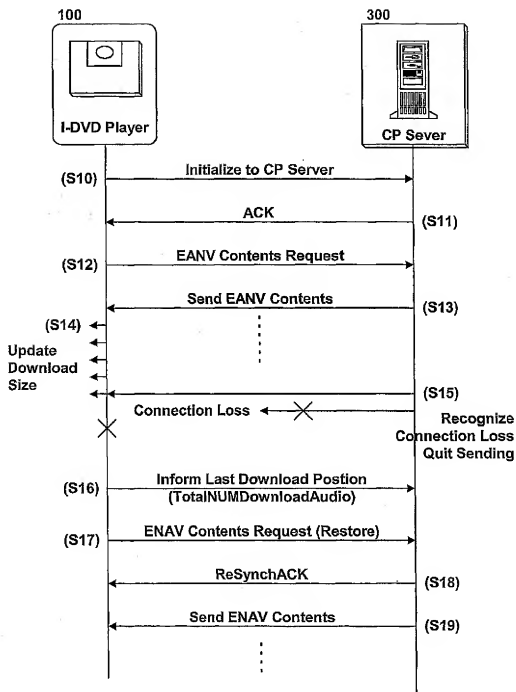 100
300
I-DVD Player
CP Sever
(S10)
Initialize to CP Server
ACK
(S11)
(S12)
EANV Contents Request
Send EANV Contents
(S13)
(S14)
Update
Download
Size
(S15)
Connection Loss
Recognize
Connection Loss
Quit Sending
(S16)
Inform Last Download Postion
(TotalNUMDownloadAudio)
(S17)
ENAV Contents Request (Restore)
ReSynchACK
(S18)
Send ENAV Contents
(S19)